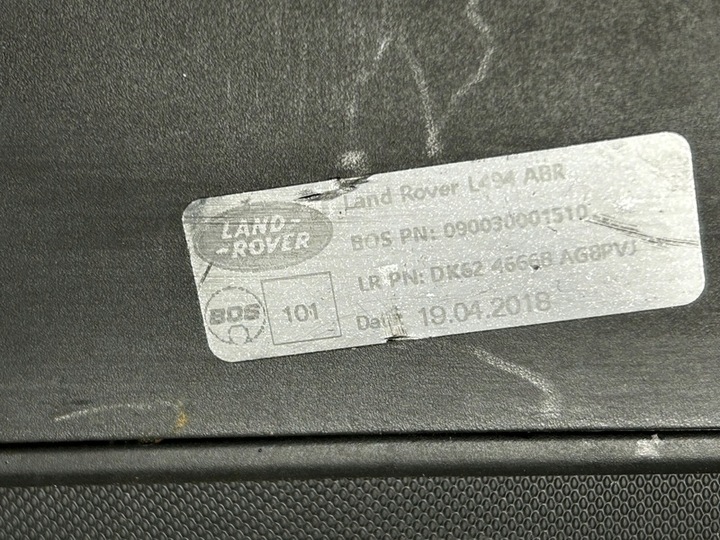 Land Rover L494 ABR
LAND-
-ROVER
BOS PN: 090030001510
LR PN: DK62 46668 AG8PVJ
BOS
101
Date: 19.04.2018